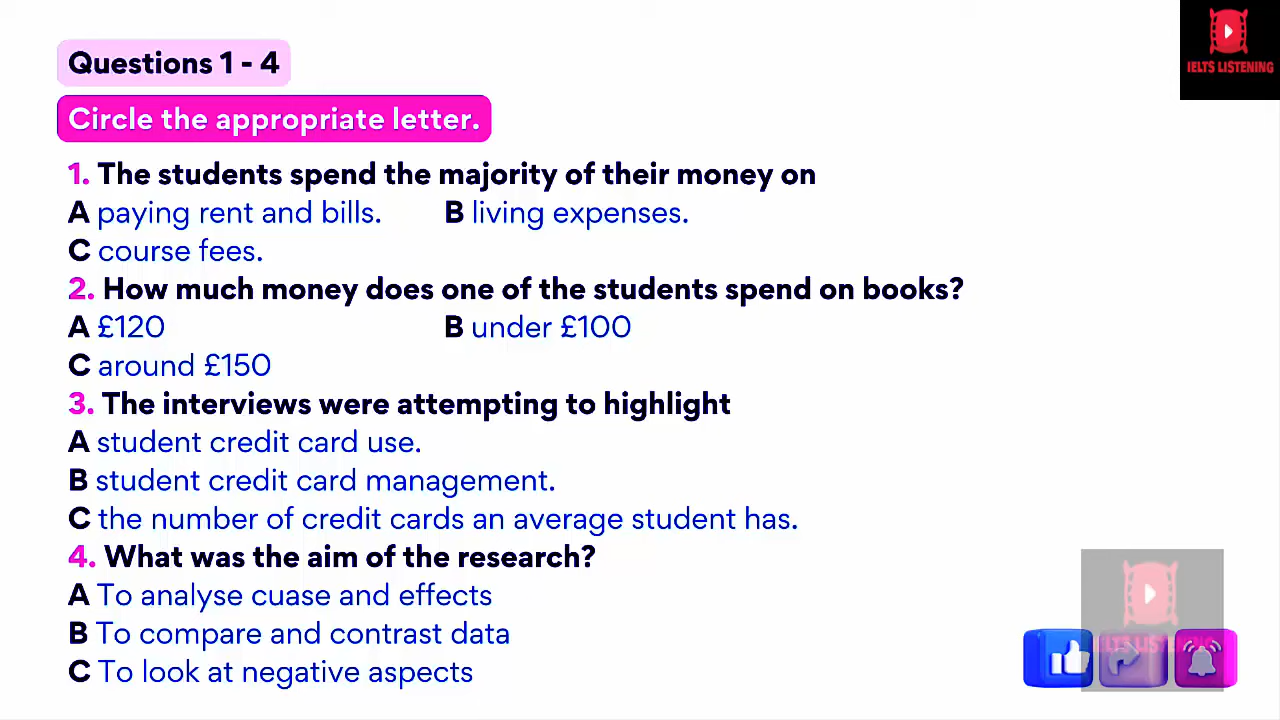 IELTS LISTENING
Questions 1 - 4
Circle the appropriate letter.
1. The students spend the majority of their money on
A paying rent and bills. B living expenses.
C course fees.
2. How much money does one of the students spend on books?
A £120 B under £100
C around £150
3. The interviews were attempting to highlight
A student credit card use.
B student credit card management.
C the number of credit cards an average student has.
4. What was the aim of the research?
A To analyse cuase and effects
B To compare and contrast data
C To look at negative aspects
IELTS LISTENING